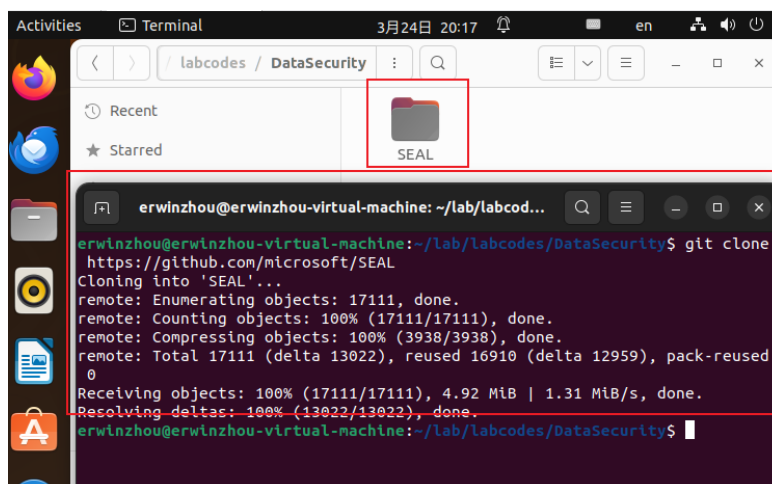 Activities Terminal 3月24日 20:17 en
/ labcodes / DataSecurity
Recent
Starred
SEAL
erwinzhou@erwinzhou-virtual-machine: ~/lab/labcod...
erwinzhou@erwinzhou-virtual-machine:~/lab/labcodes/DataSecurity$ git clone
https://github.com/microsoft/SEAL
Cloning into 'SEAL'...
remote: Enumerating objects: 17111, done.
remote: Counting objects: 100% (17111/17111), done.
remote: Compressing objects: 100% (3938/3938), done.
remote: Total 17111 (delta 13022), reused 16910 (delta 12959), pack-reused
0
Receiving objects: 100% (17111/17111), 4.92 MiB | 1.31 MiB/s, done.
Resolving deltas: 100% (13022/13022), done.
erwinzhou@erwinzhou-virtual-machine:~/lab/labcodes/DataSecurity$